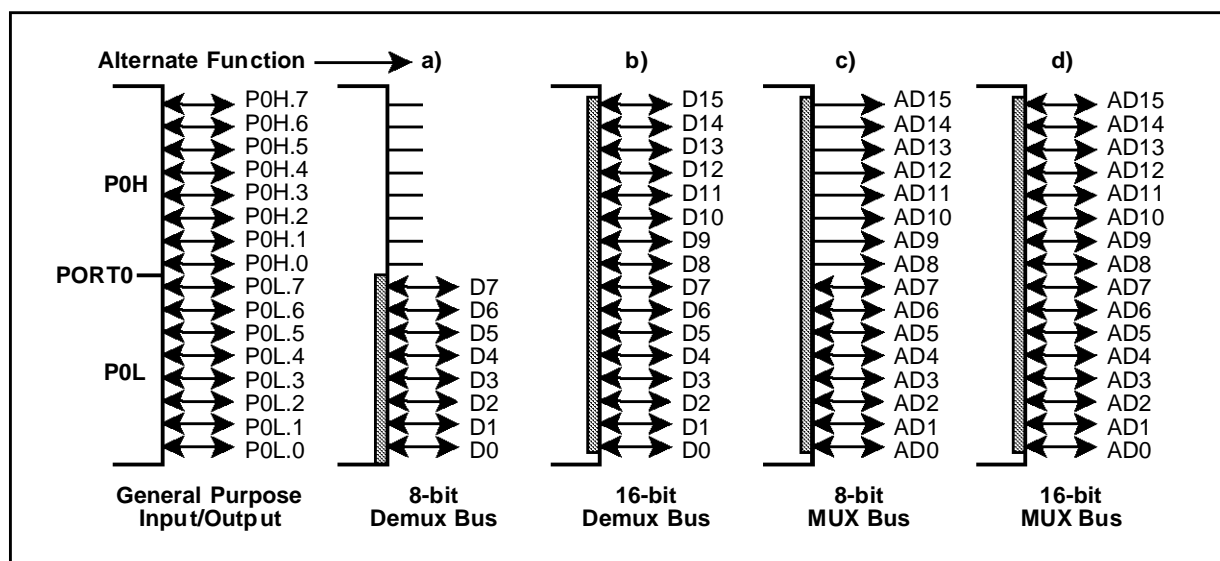 Alternate Function a) b) c) d)
P0H.7 D15 AD15 AD15
P0H.6 D14 AD14 AD14
P0H.5 D13 AD13 AD13
P0H.4 D12 AD12 AD12
P0H P0H.3 D11 AD11 AD11
P0H.2 D10 AD10 AD10
P0H.1 D9 AD9 AD9
P0H.0 D8 AD8 AD8
PORT0 P0L.7 D7 D7 AD7 AD7
P0L.6 D6 D6 AD6 AD6
P0L.5 D5 D5 AD5 AD5
P0L.4 D4 D4 AD4 AD4
P0L P0L.3 D3 D3 AD3 AD3
P0L.2 D2 D2 AD2 AD2
P0L.1 D1 D1 AD1 AD1
P0L.0 D0 D0 AD0 AD0
General Purpose 8-bit 16-bit 8-bit 16-bit
Input/Output Demux Bus Demux Bus MUX Bus MUX Bus